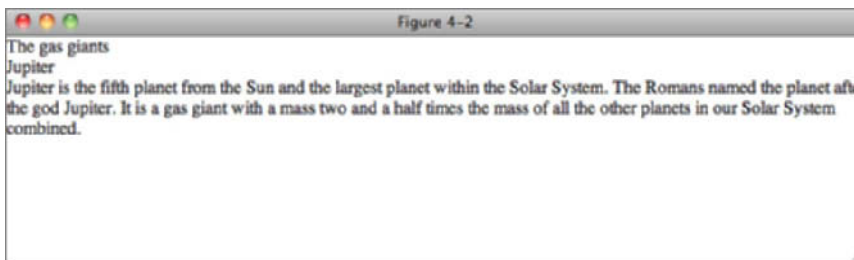 Figure 4-2
The gas giants
Jupiter
Jupiter is the fifth planet from the Sun and the largest planet within the Solar System. The Romans named the planet aft
the god Jupiter. It is a gas giant with a mass two and a half times the mass of all the other planets in our Solar System
combined.